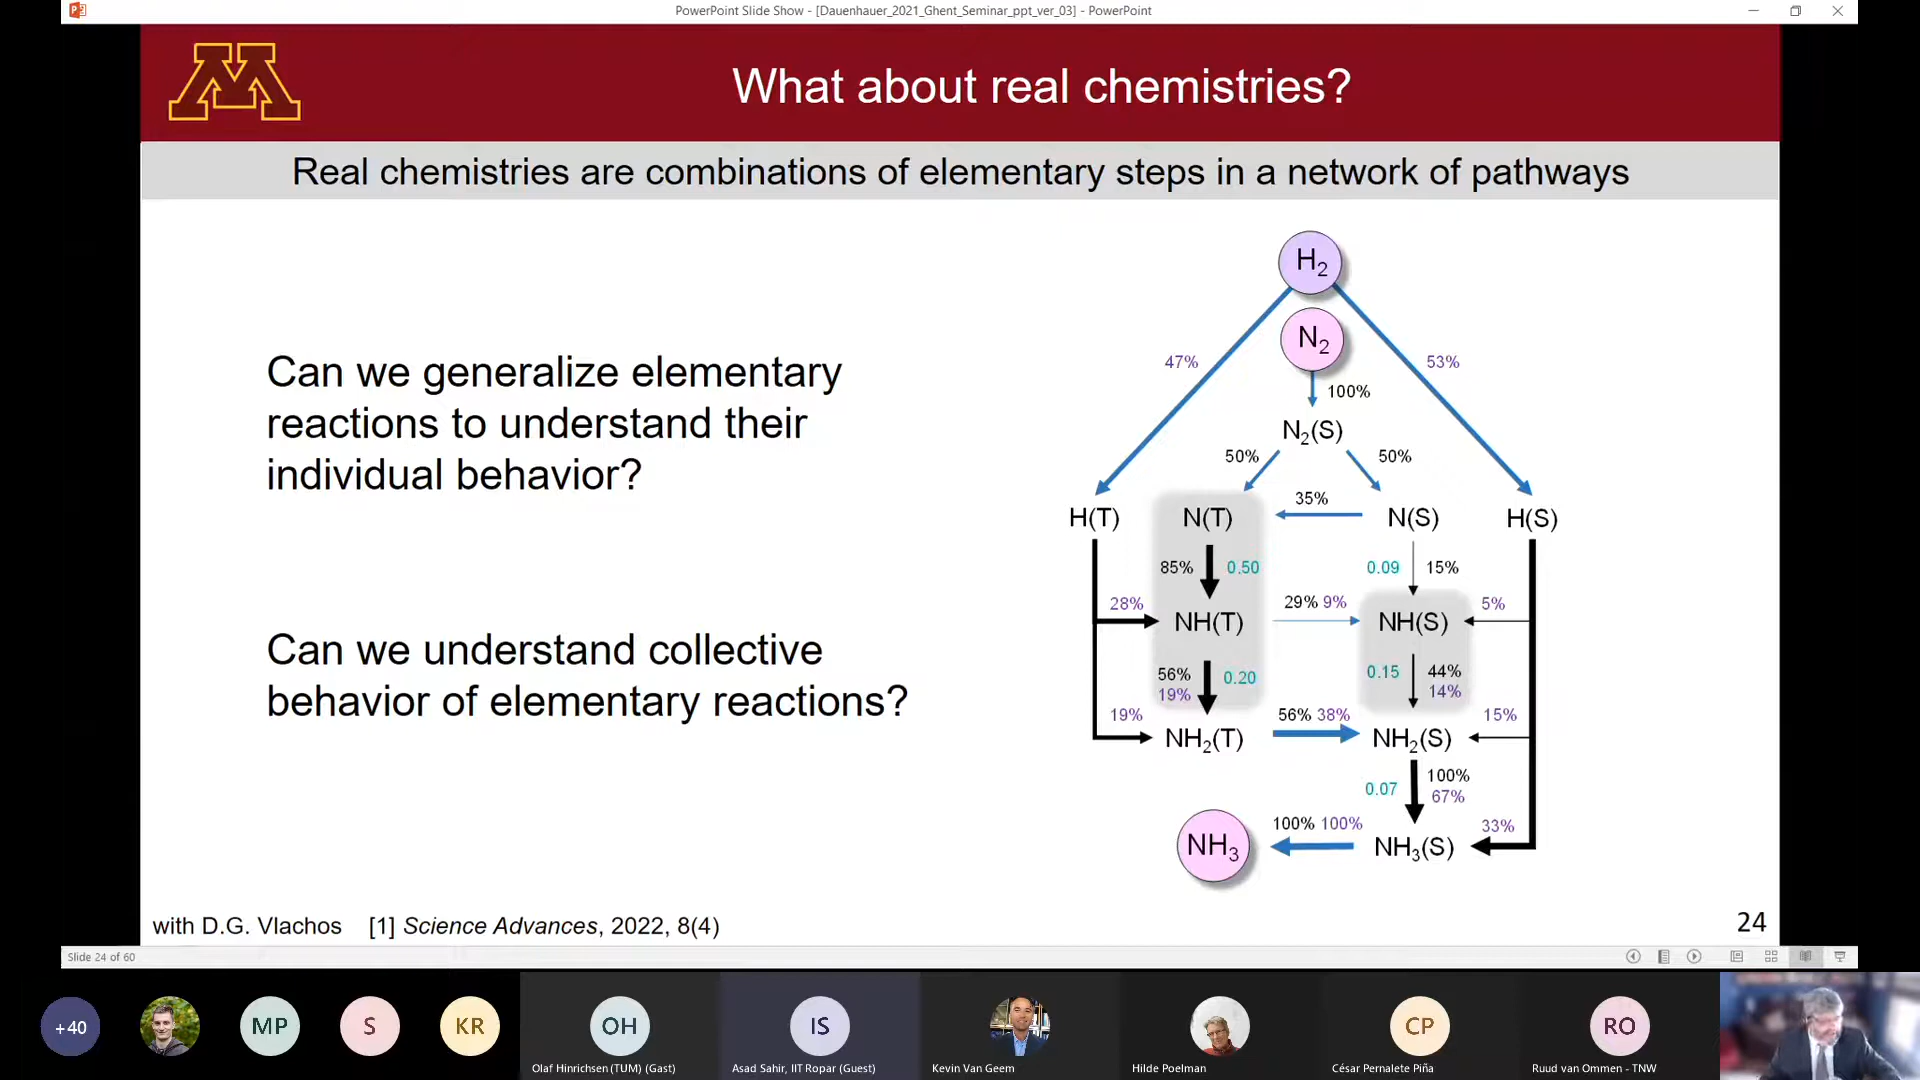 PowerPoint Slide Show - [Dauenhauer_2021_Ghent_Seminar_ppt_ver_03] - PowerPoint
M
What about real chemistries?
Real chemistries are combinations of elementary steps in a network of pathways
Can we generalize elementary
reactions to understand their
individual behavior?
Can we understand collective
behavior of elementary reactions?
H₂
N₂
47%
53%
100%
N₂(S)
50%
50%
35%
H(T)
N(T)
N(S)
H(S)
85%
0.50
0.09
15%
28%
29% 9%
5%
NH(T)
NH(S)
56%
19%
0.20
0.15
44%
14%
19%
56% 38%
15%
NH₂(T)
NH₂(S)
0.07
100%
67%
100% 100%
33%
NH₃
NH₃(S)
with D.G. Vlachos [1] Science Advances, 2022, 8(4)
24
Slide 24 of 60
+40
MP
S
KR
OH
IS
CP
RO
Olaf Hinrichsen (TUM) (Gast)
Asad Sahir, IIT Ropar (Guest)
Kevin Van Geem
Hilde Poelman
César Pernalete Piña
Ruud van Ommen - TNW